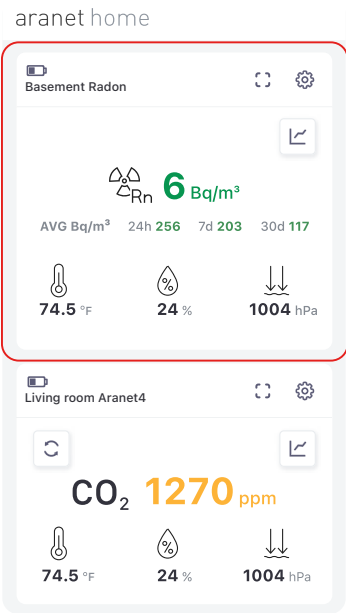 aranet home
Basement Radon
Rn 6 Bq/m³
AVG Bq/m³ 24h 256 7d 203 30d 117
%
74.5 °F 24 % 1004 hPa
Living room Aranet4
CO₂ 1270 ppm
%
74.5 °F 24 % 1004 hPa